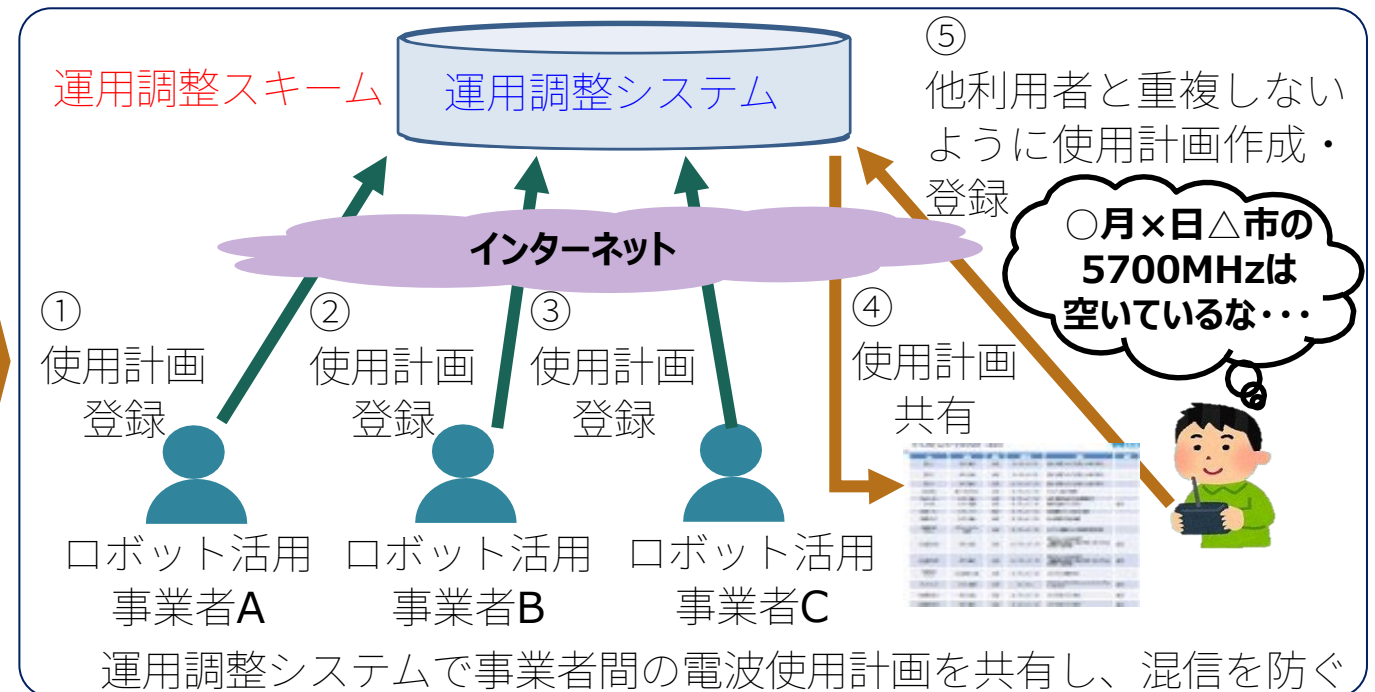 運用調整スキーム
運用調整システム
⑤
他利用者と重複しない
ように使用計画作成・
登録
○月×日△市の
5700MHzは
空いているな・・・
インターネット
①
使用計画
登録
②
使用計画
登録
③
使用計画
登録
④
使用計画
共有
ロボット活用
事業者A
ロボット活用
事業者B
ロボット活用
事業者C
運用調整システムで事業者間の電波使用計画を共有し、混信を防ぐ